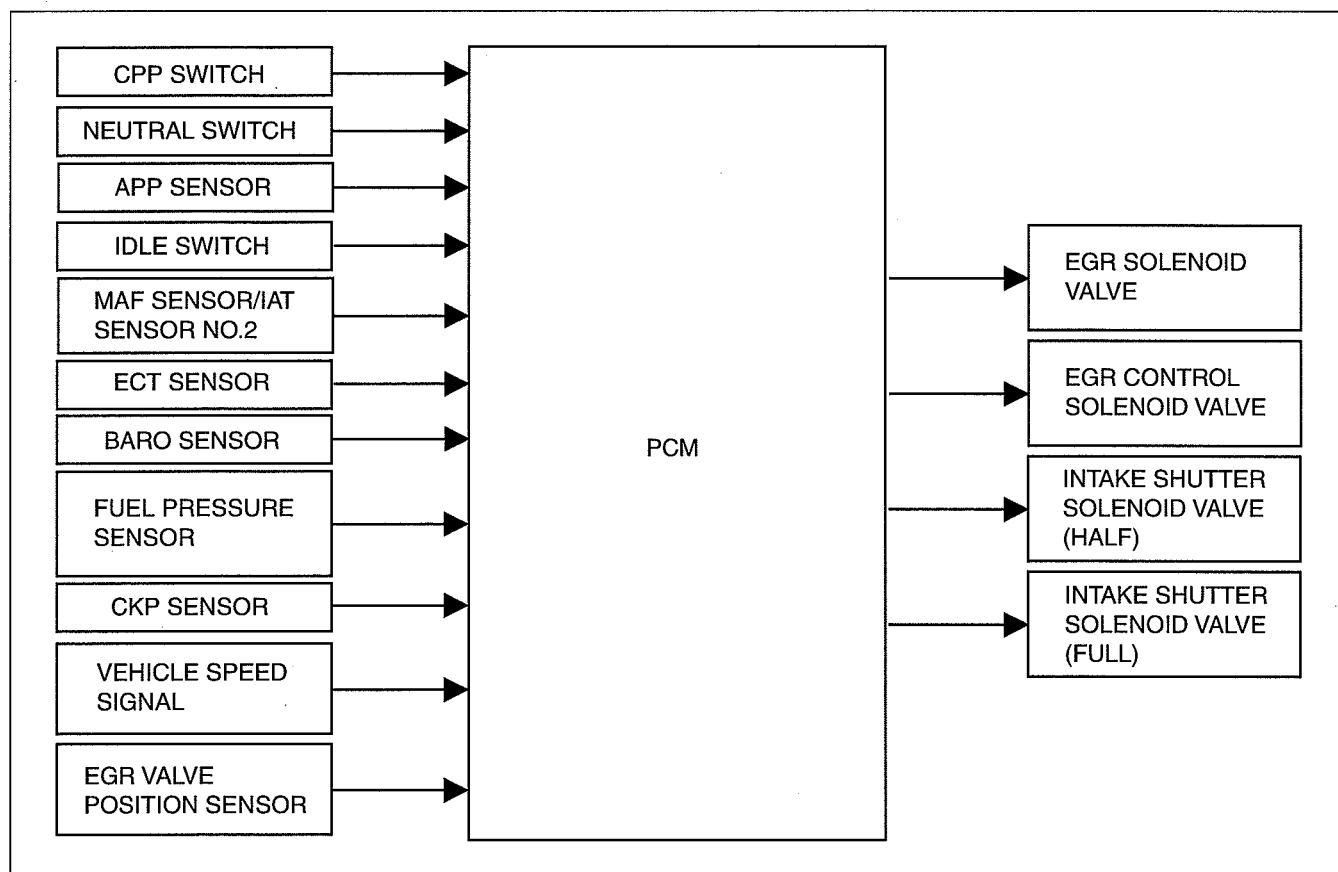 CPP SWITCH
NEUTRAL SWITCH
APP SENSOR
IDLE SWITCH
MAF SENSOR/IAT
SENSOR NO.2
ECT SENSOR
BARO SENSOR
FUEL PRESSURE
SENSOR
CKP SENSOR
VEHICLE SPEED
SIGNAL
EGR VALVE
POSITION SENSOR
PCM
EGR SOLENOID
VALVE
EGR CONTROL
SOLENOID VALVE
INTAKE SHUTTER
SOLENOID VALVE
(HALF)
INTAKE SHUTTER
SOLENOID VALVE
(FULL)